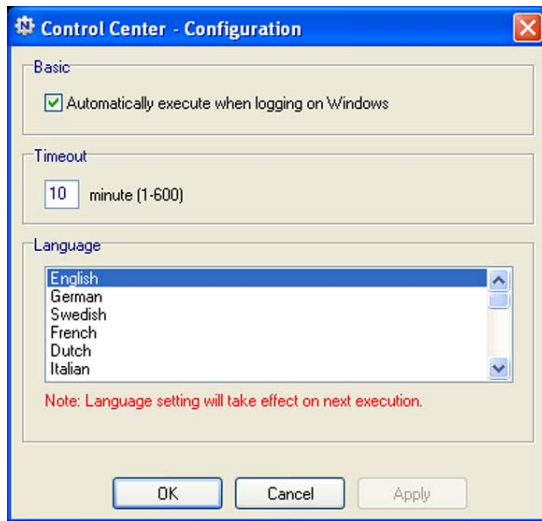 Control Center - Configuration
Basic
Automatically execute when logging on Windows
Timeout
10 minute (1-600)
Language
English
German
Swedish
French
Dutch
Italian
Note: Language setting will take effect on next execution.
OK Cancel Apply